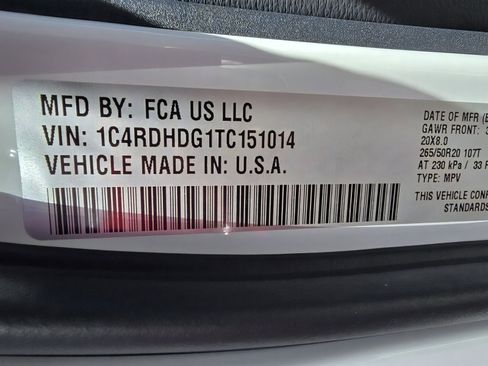 MFD BY: FCA US LLC
VIN: 1C4RDHDG1TC151014
VEHICLE MADE IN: U.S.A.
DATE OF MFR
GAWR FRONT:
20X8.0
265/50R20 107T
AT 230 kPa / 33
TYPE: MPV
THIS VEHICLE
STANDARDS